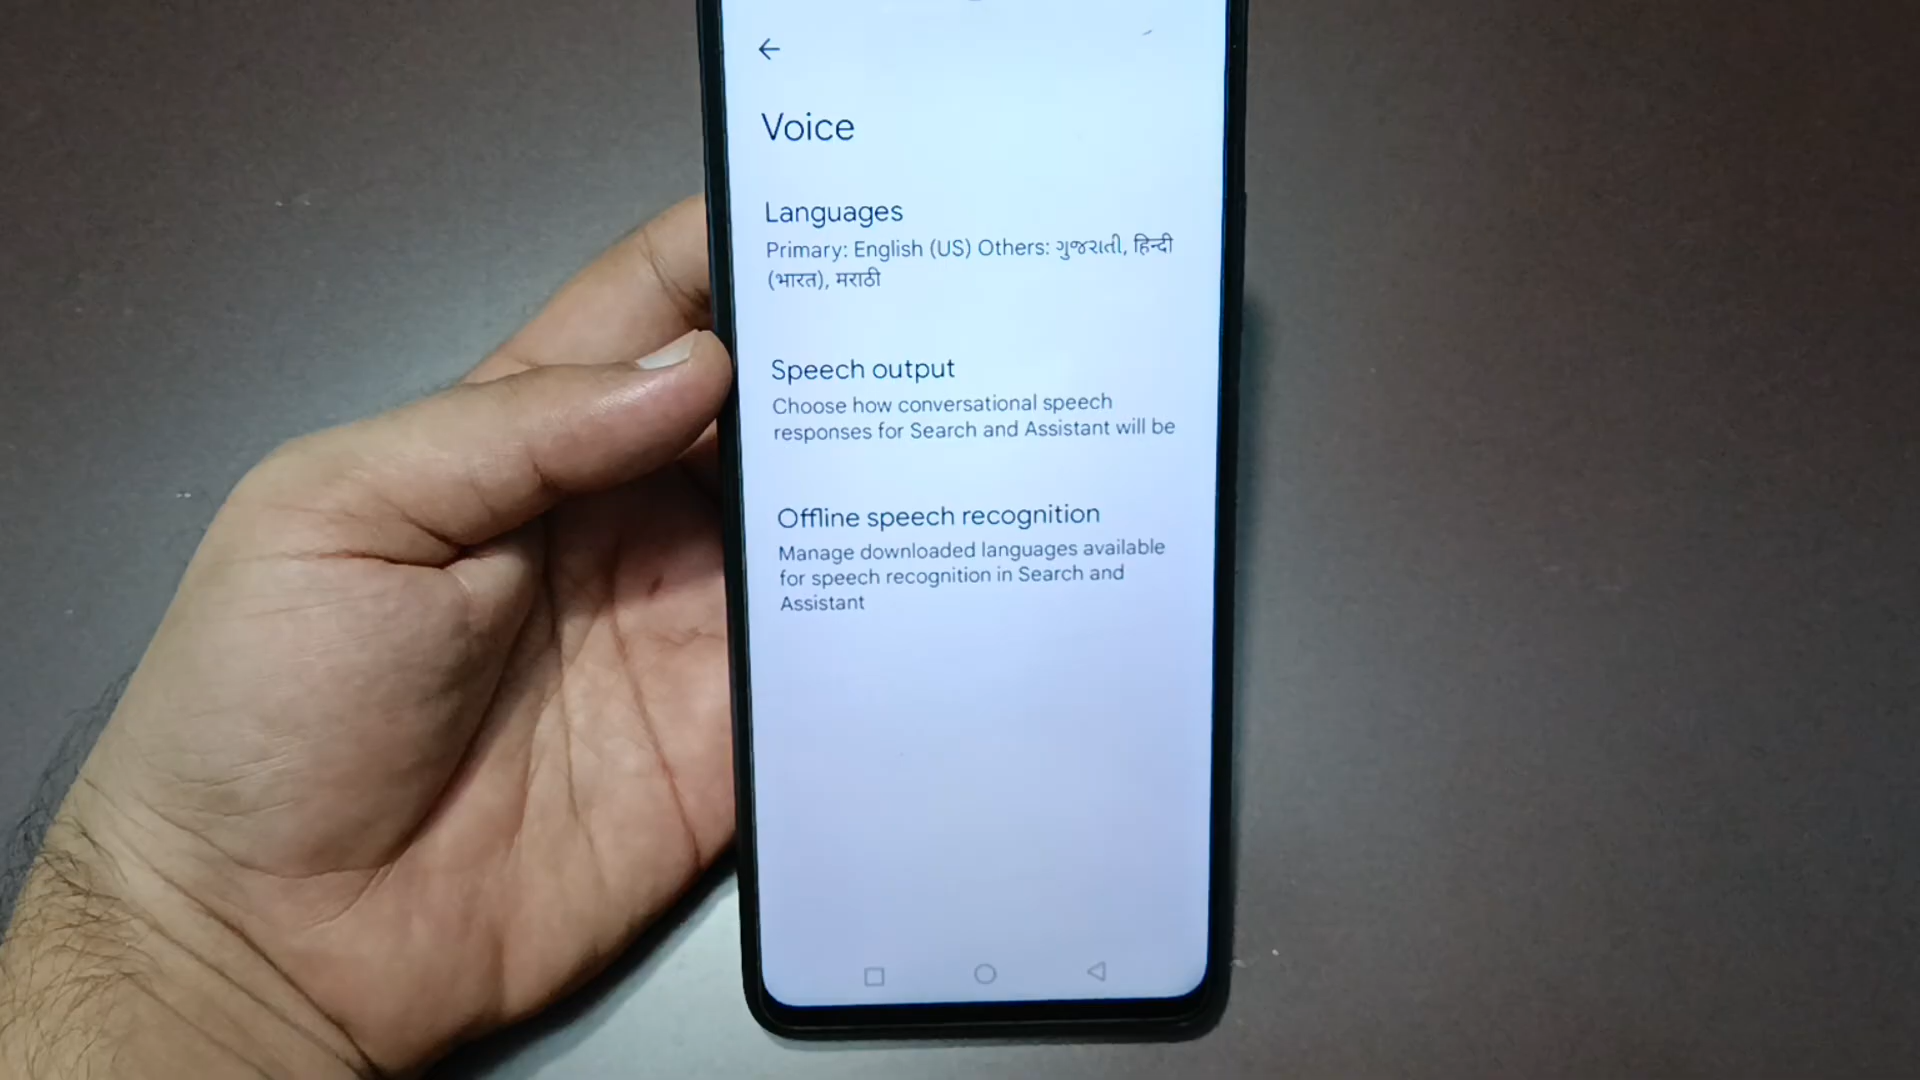 Voice
Languages
Primary: English (US) Others: ગુજરાતી, हिन्दी
(भारत), मराठी
Speech output
Choose how conversational speech
responses for Search and Assistant will be
Offline speech recognition
Manage downloaded languages available
for speech recognition in Search and
Assistant